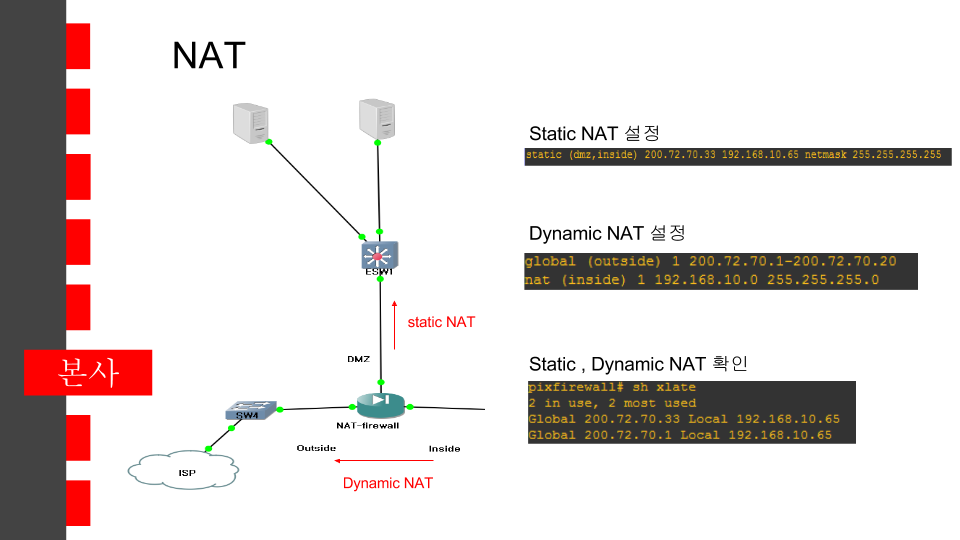 NAT
Static NAT 설정
static (dmz,inside) 200.72.70.33 192.168.10.65 netmask 255.255.255.255
Dynamic NAT 설정
global (outside) 1 200.72.70.1-200.72.70.20
nat (inside) 1 192.168.10.0 255.255.255.0
Static , Dynamic NAT 확인
pixfirewall# sh xlate
2 in use, 2 most used
Global 200.72.70.33 Local 192.168.10.65
Global 200.72.70.1 Local 192.168.10.65
ESW1
static NAT
DMZ
본사
SW4
NAT-firewall
Outside
Inside
ISP
Dynamic NAT